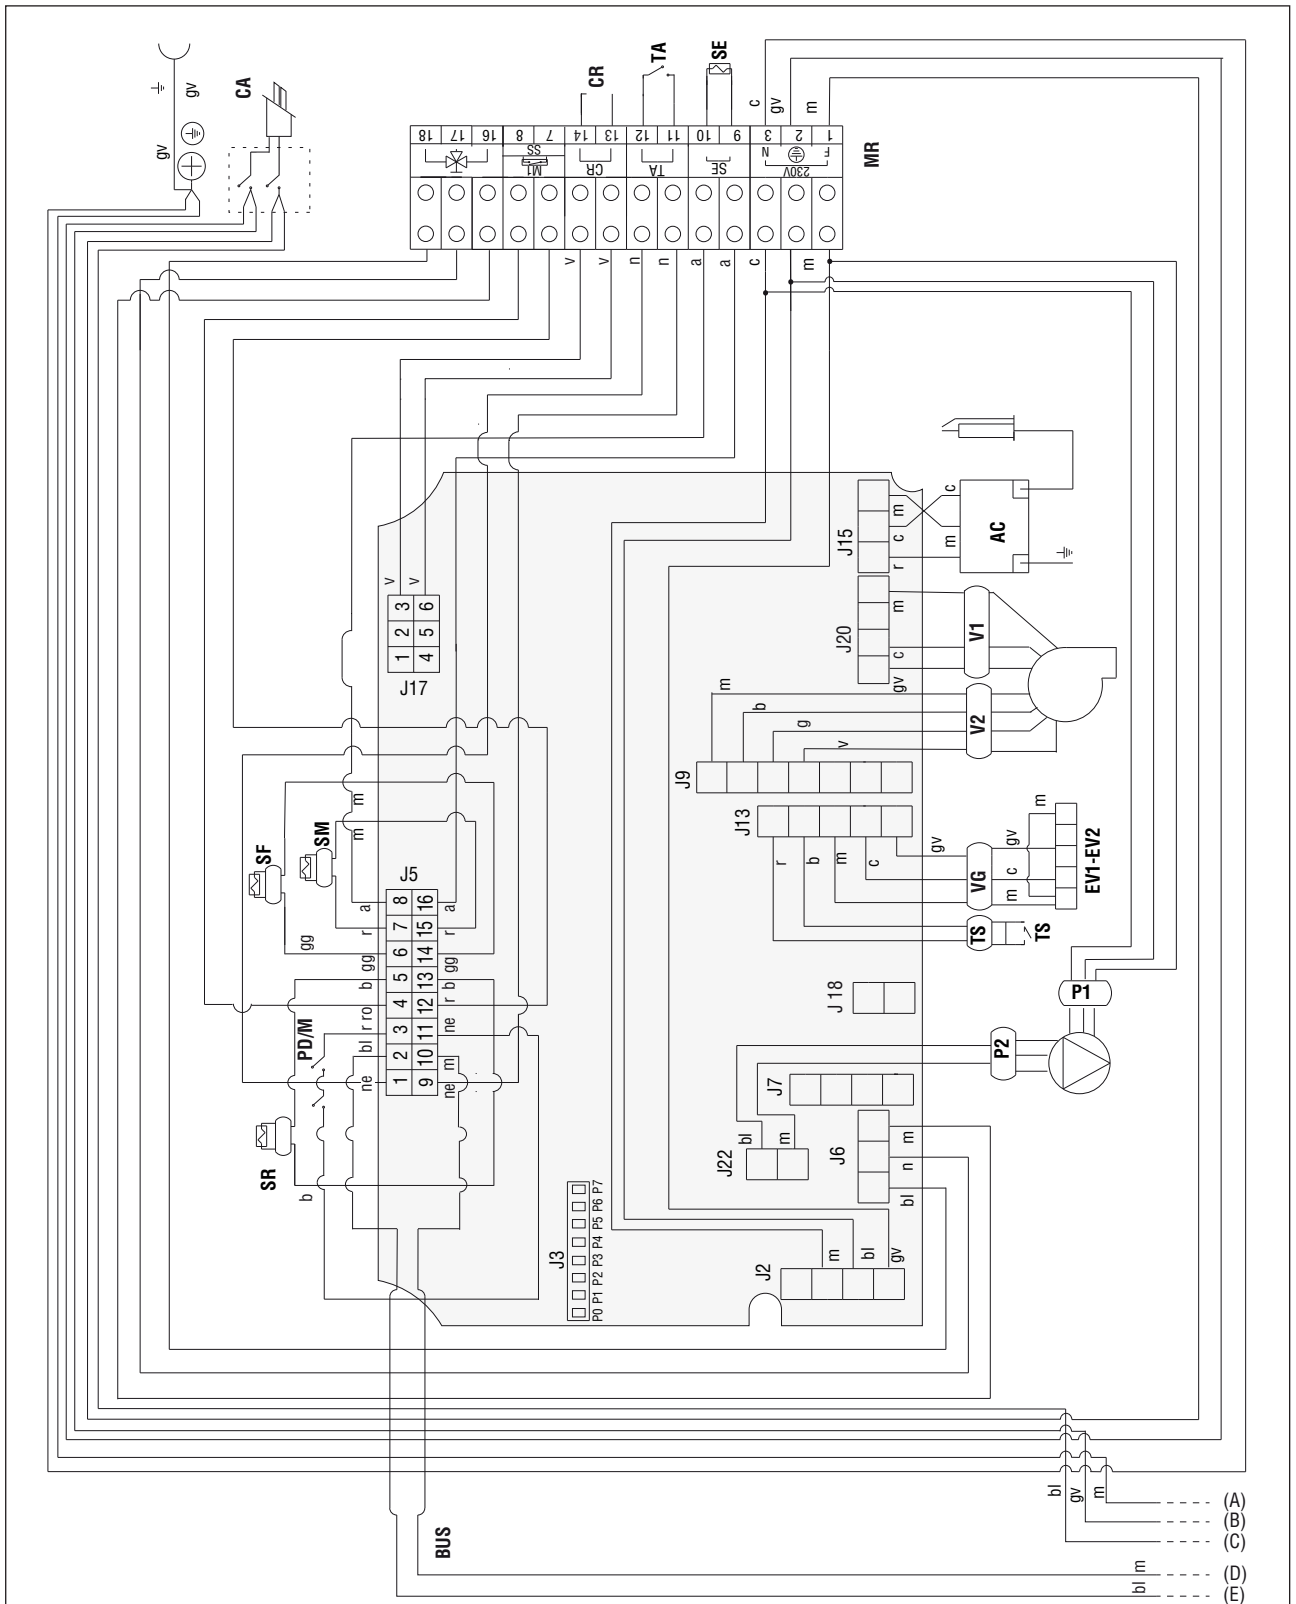 gv
gv
CA
CR
TA
SE
c
gv
m
18 17 16 8 7 14 13 12 11 10 9 3 2 1
SS
M1
CR
TA
SE
N
F
230V
MR
v v n n a a c m
v v
3 6
2 5
1 4
J17
J15
m
c
r
c
m
AC
J20
m
c
gv
V1
m
b
g
v
V2
J9
J13
r
b
m
c
gv
VG
gv
c
m
m
EV1-EV2
TS
TS
SF
SM
m
m
J5
a 8 16 a
r 7 15 r
gg
gg 6 14 gg
b 5 13 b
ro 4 12 r
r 3 11 ne
bl 2 10 m
ne 1 9 ne
PD/M
SR
b
J 18
P1
P2
J7
bl
m
J22
J6
m
n
bl
J3
P0 P1 P2 P3 P4 P5 P6 P7
J2
m
bl
gv
bl
gv
m
(A)
(B)
(C)
BUS
m
(D)
bl
(E)